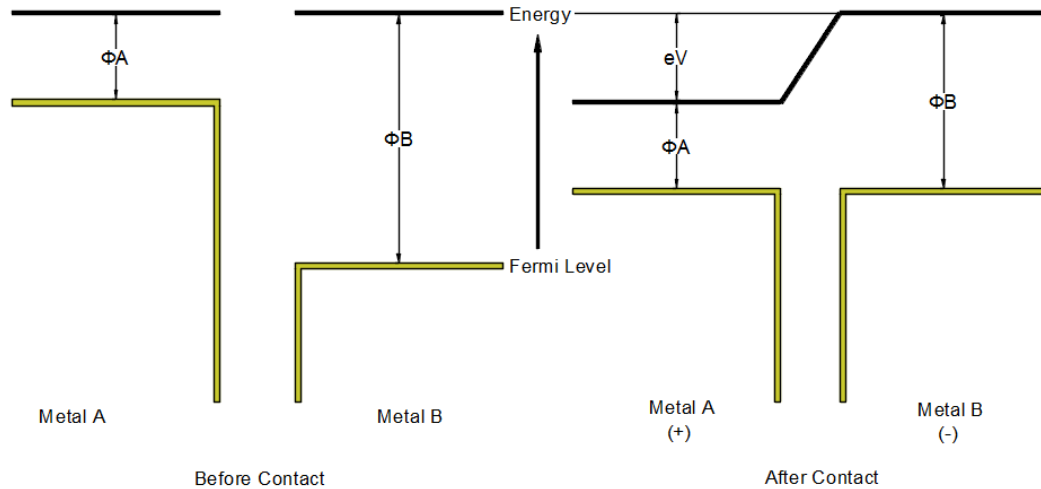 Energy
ΦA
eV
ΦB
ΦB
ΦA
Fermi Level
Metal A
Metal B
Metal A
(+)
Metal B
(-)
Before Contact
After Contact